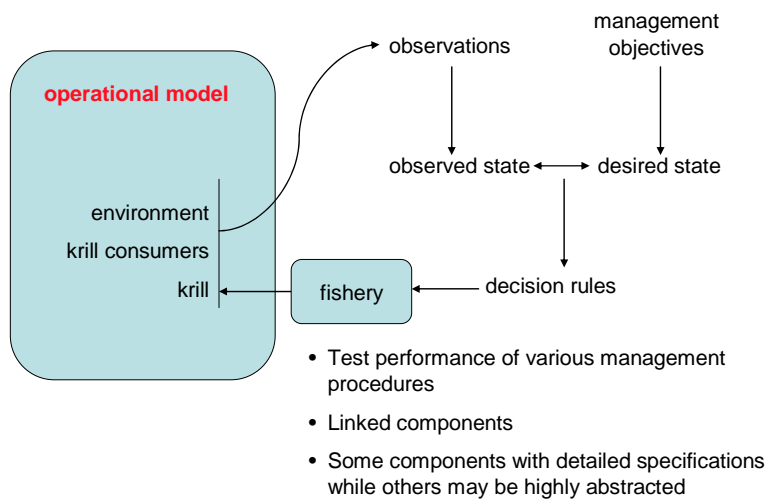 operational model
environment
krill consumers
krill
observations
management
objectives
observed state
desired state
decision rules
fishery
• Test performance of various management
procedures
• Linked components
• Some components with detailed specifications
while others may be highly abstracted